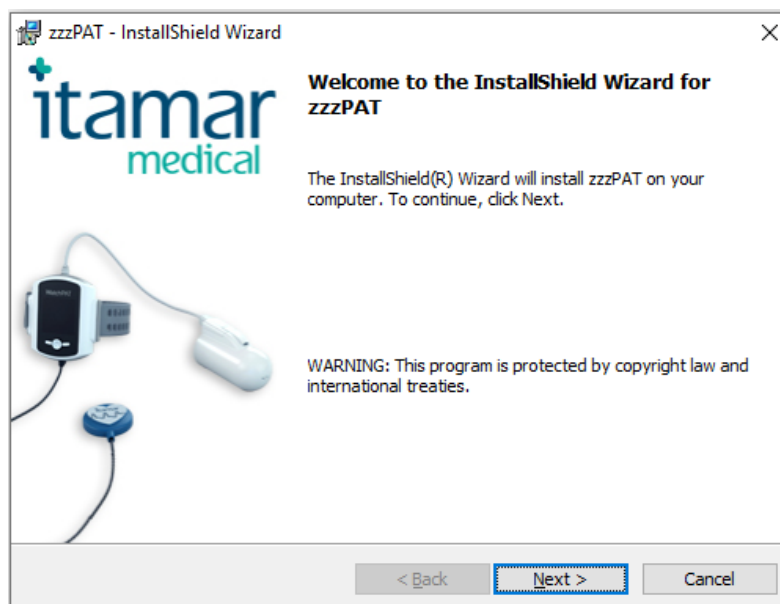 zzzPAT - InstallShield Wizard
itamar
medical
Welcome to the InstallShield Wizard for
zzzPAT
The InstallShield(R) Wizard will install zzzPAT on your
computer. To continue, click Next.
WatchPAT
WARNING: This program is protected by copyright law and
international treaties.
< Back
Next >
Cancel